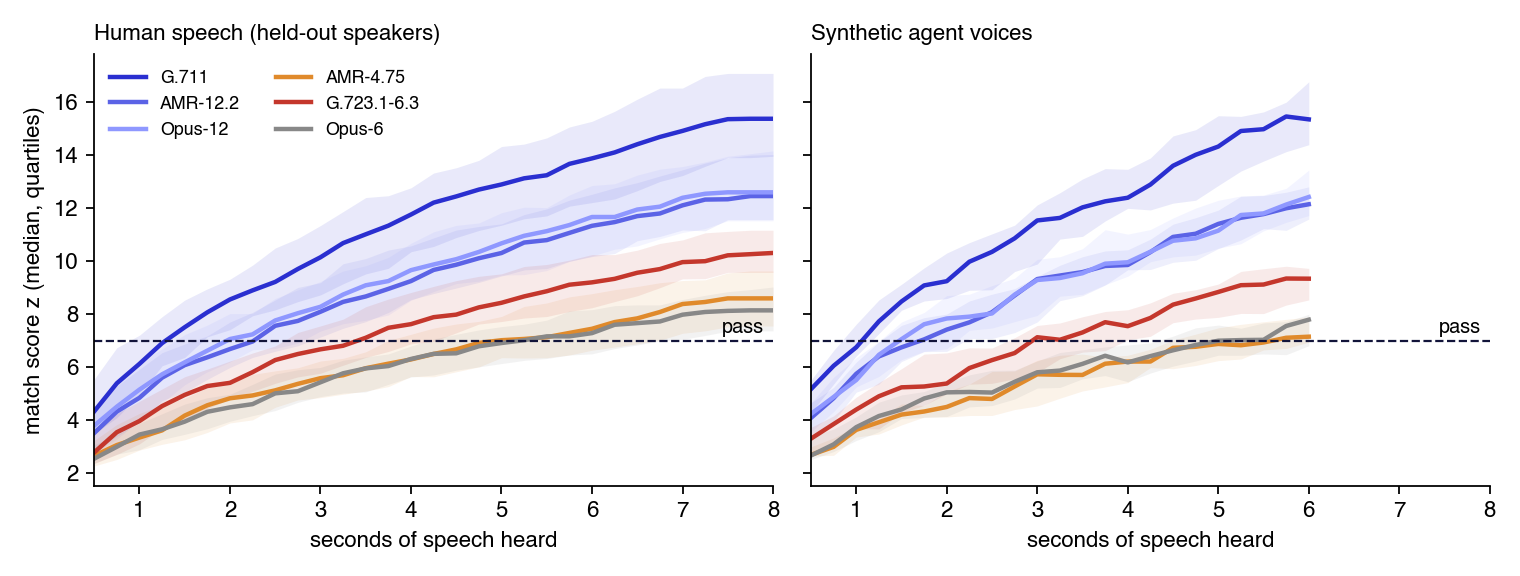 Human speech (held-out speakers)
Synthetic agent voices
match score z (median, quartiles)
G.711
AMR-12.2
Opus-12
AMR-4.75
G.723.1-6.3
Opus-6
16
14
12
10
8
6
4
2
pass
pass
1 2 3 4 5 6 7 8
1 2 3 4 5 6 7 8
seconds of speech heard
seconds of speech heard